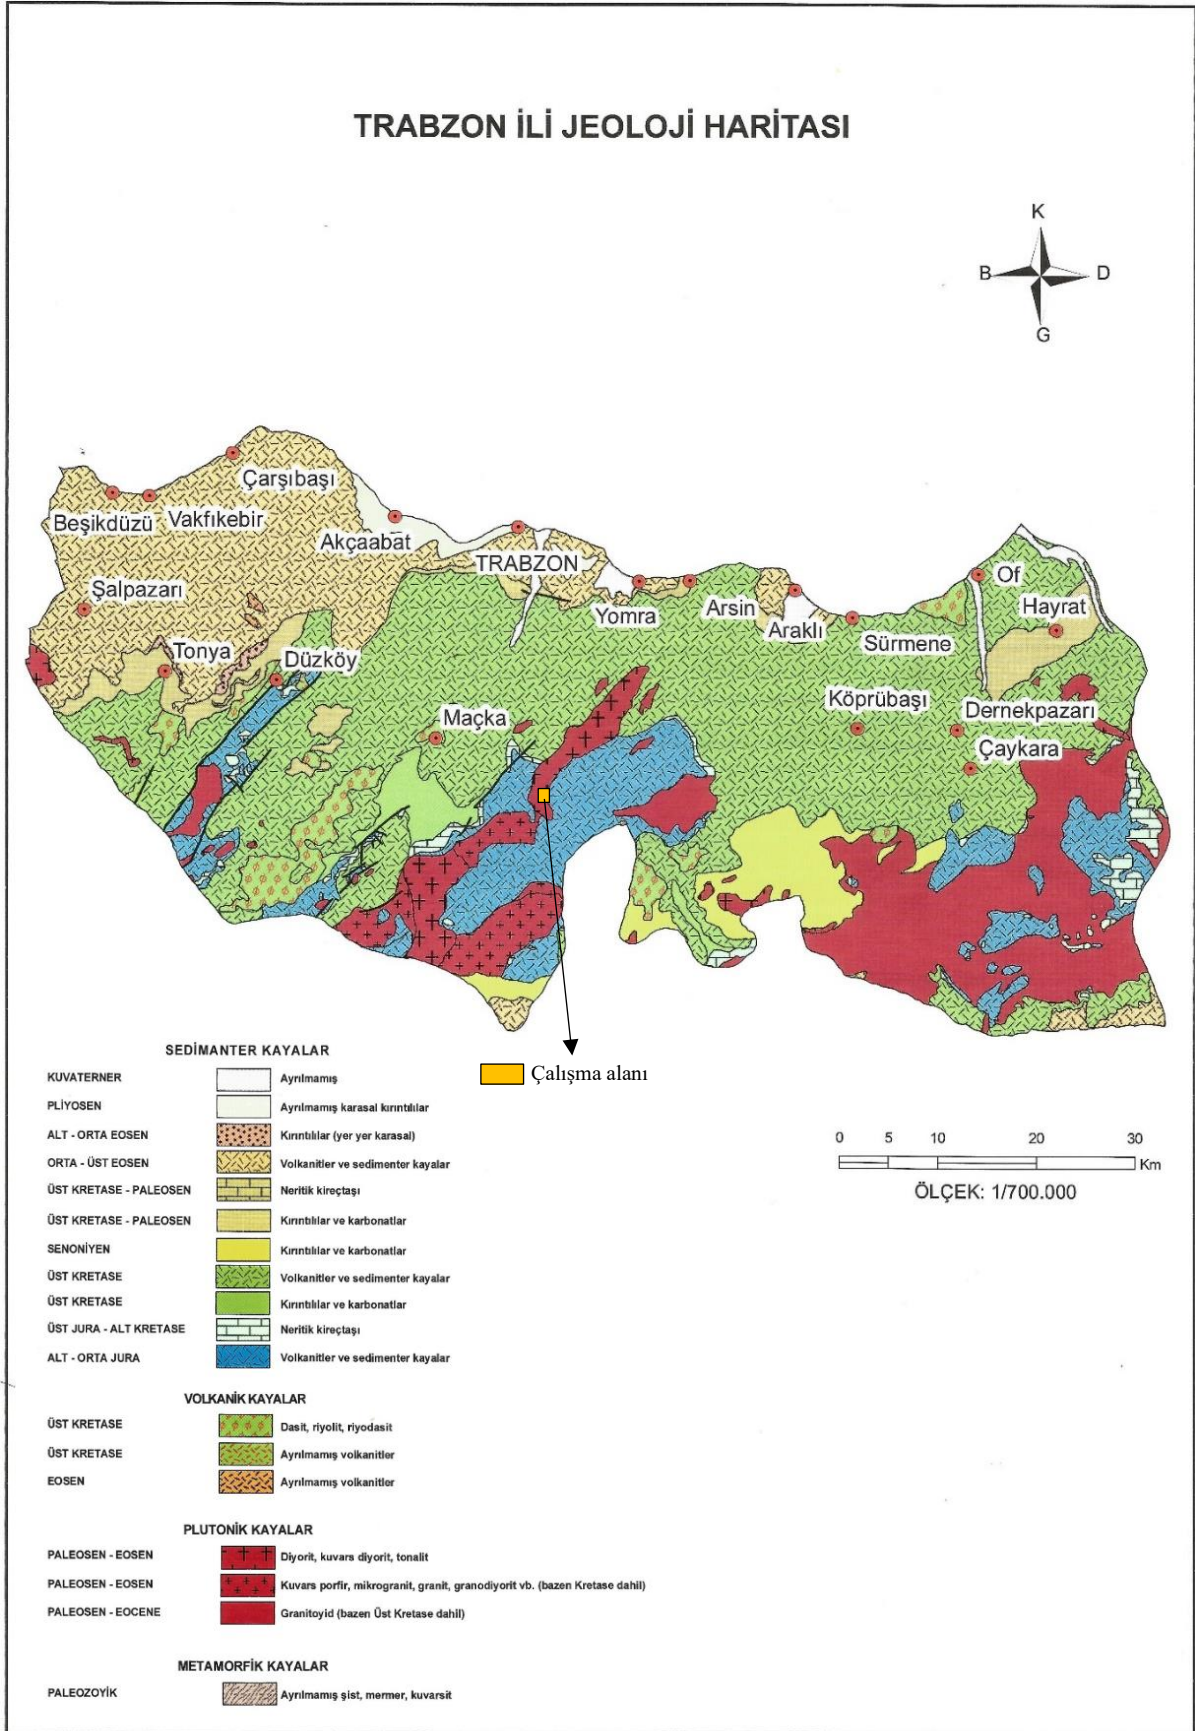 TRABZON İLİ JEOLOJİ HARİTASI
K
B
D
G
Çarşıbaşı
Beşikdüzü
Vakfıkebir
Akçaabat
TRABZON
Şalpazarı
Yomra
Arsin
Araklı
Sürmene
Of
Hayrat
Tonya
Düzköy
Maçka
Köprübaşı
Dernekpazarı
Çaykara
Çalışma alanı
SEDİMANTER KAYALAR
KUVATERNER Ayrılmamış
PLİYOSEN Ayrılmamış karasal kırıntılılar
ALT - ORTA EOSEN Kırıntılılar (yer yer karasal)
ORTA - ÜST EOSEN Volkanitler ve sedimenter kayalar
ÜST KRETASE - PALEOSEN Neritik kireçtaşı
ÜST KRETASE - PALEOSEN Kırıntılılar ve karbonatlar
SENONİYEN Kırıntılılar ve karbonatlar
ÜST KRETASE Volkanitler ve sedimenter kayalar
ÜST KRETASE Kırıntılılar ve karbonatlar
ÜST JURA - ALT KRETASE Neritik kireçtaşı
ALT - ORTA JURA Volkanitler ve sedimenter kayalar
0 5 10 20 30
Km
ÖLÇEK: 1/700.000
VOLKANİK KAYALAR
ÜST KRETASE Dasit, riyolit, riyodasit
ÜST KRETASE Ayrılmamış volkanitler
EOSEN Ayrılmamış volkanitler
PLUTONİK KAYALAR
PALEOSEN - EOSEN Diyorit, kuvars diyorit, tonalit
PALEOSEN - EOSEN Kuvars porfir, mikrogranit, granit, granodiyorit vb. (bazen Kretase dahil)
PALEOSEN - EOCENE Granitoyid (bazen Üst Kretase dahil)
METAMORFİK KAYALAR
PALEOZOYİK Ayrılmamış şist, mermer, kuvarsit